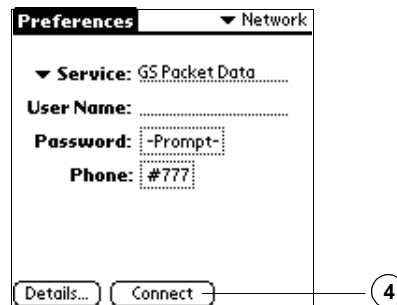 Preferences ▼ Network
▼ Service: GS Packet Data
User Name:
Password: -Prompt-
Phone: #777
Details... Connect 4